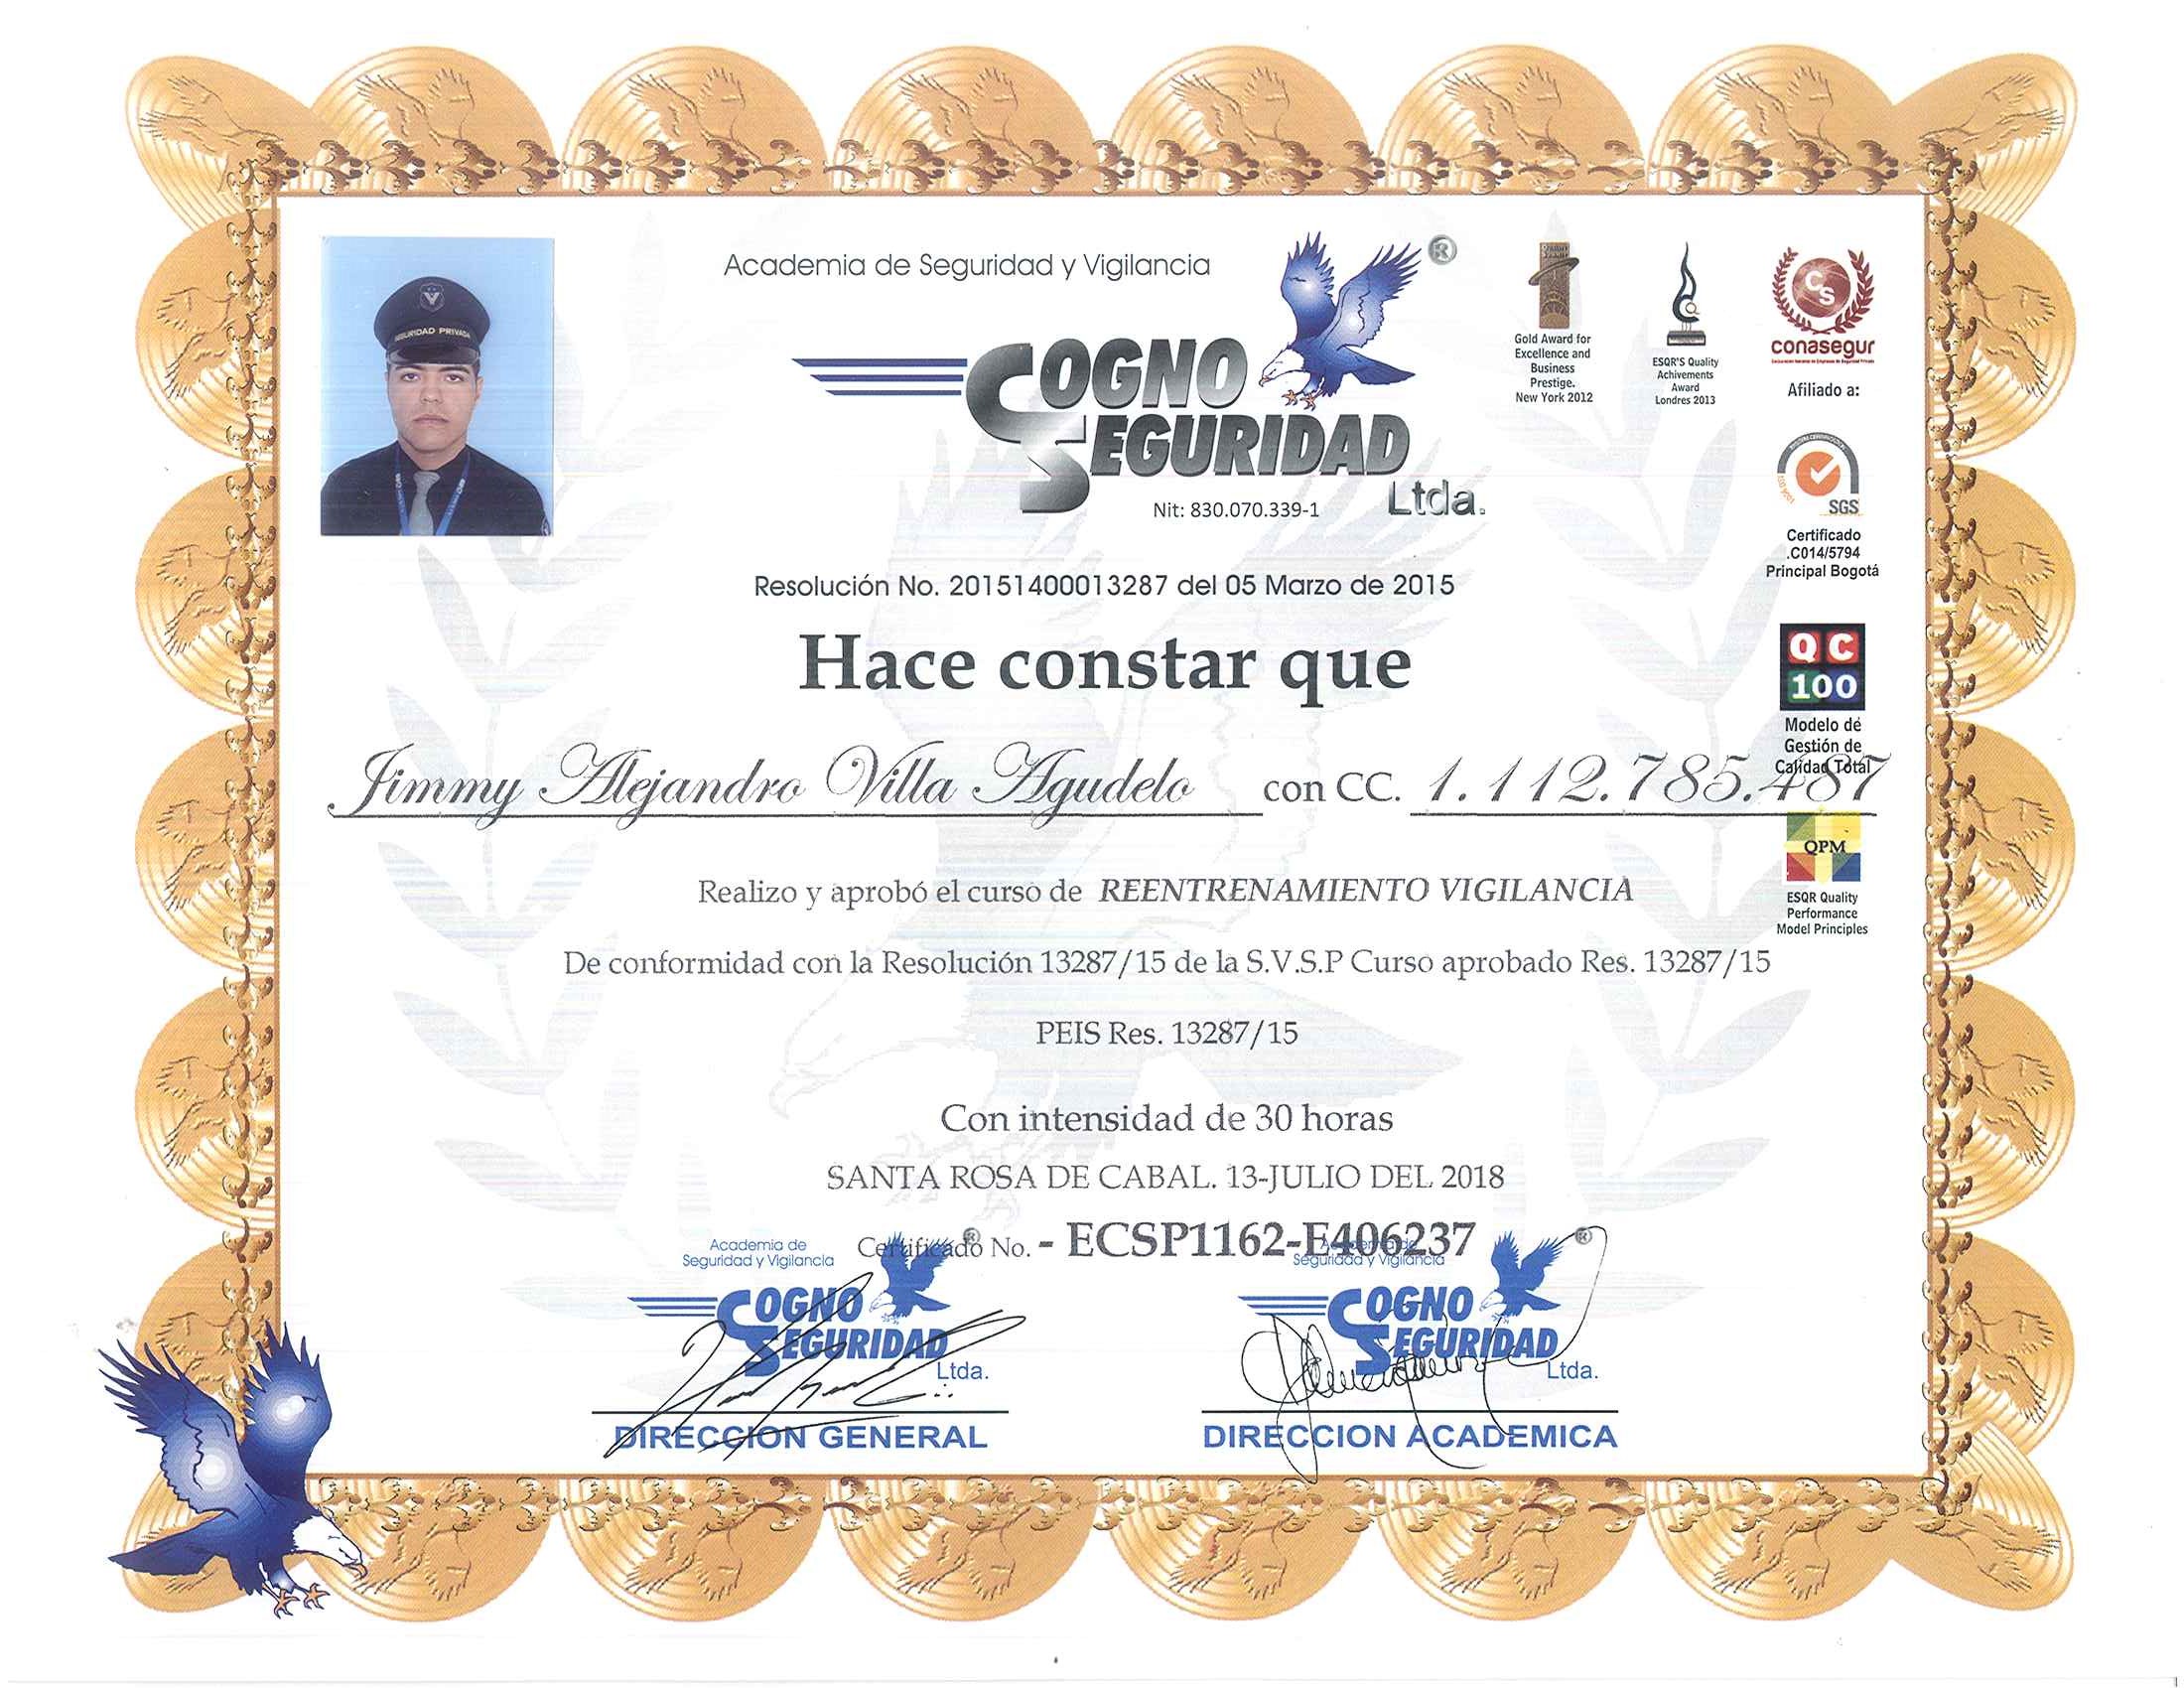 Academia de Seguridad y Vigilancia
®
COGNO
SEGURIDAD
Ltda.
Nit: 830.070.339-1
SEGURIDAD PRIVADA
Gold Award for
Excellence and
Business
Prestige.
New York 2012
ESQR'S Quality
Achivements
Award
Londres 2013
CS
conasegur
Afiliado a:
SGS
Certificado
.C014/5794
Principal Bogotá
Resolución No. 20151400013287 del 05 Marzo de 2015
Hace constar que
QC
100
Modelo de
Gestión de
Calidad Total
Jimmy Alejandro Villa Agudelo con CC. 1.112.785.487
QPM
ESQR Quality
Performance
Model Principles
Realizo y aprobó el curso de REENTRENAMIENTO VIGILANCIA
De conformidad con la Resolución 13287/15 de la S.V.S.P Curso aprobado Res. 13287/15
PEIS Res. 13287/15
Con intensidad de 30 horas
SANTA ROSA DE CABAL. 13-JULIO DEL 2018
Certificado No. - ECSP1162-E406237
Academia de
Seguridad y Vigilancia
®
COGNO
SEGURIDAD
Ltda.
DIRECCION GENERAL
Academia de
Seguridad y Vigilancia
®
COGNO
SEGURIDAD
Ltda.
DIRECCION ACADEMICA